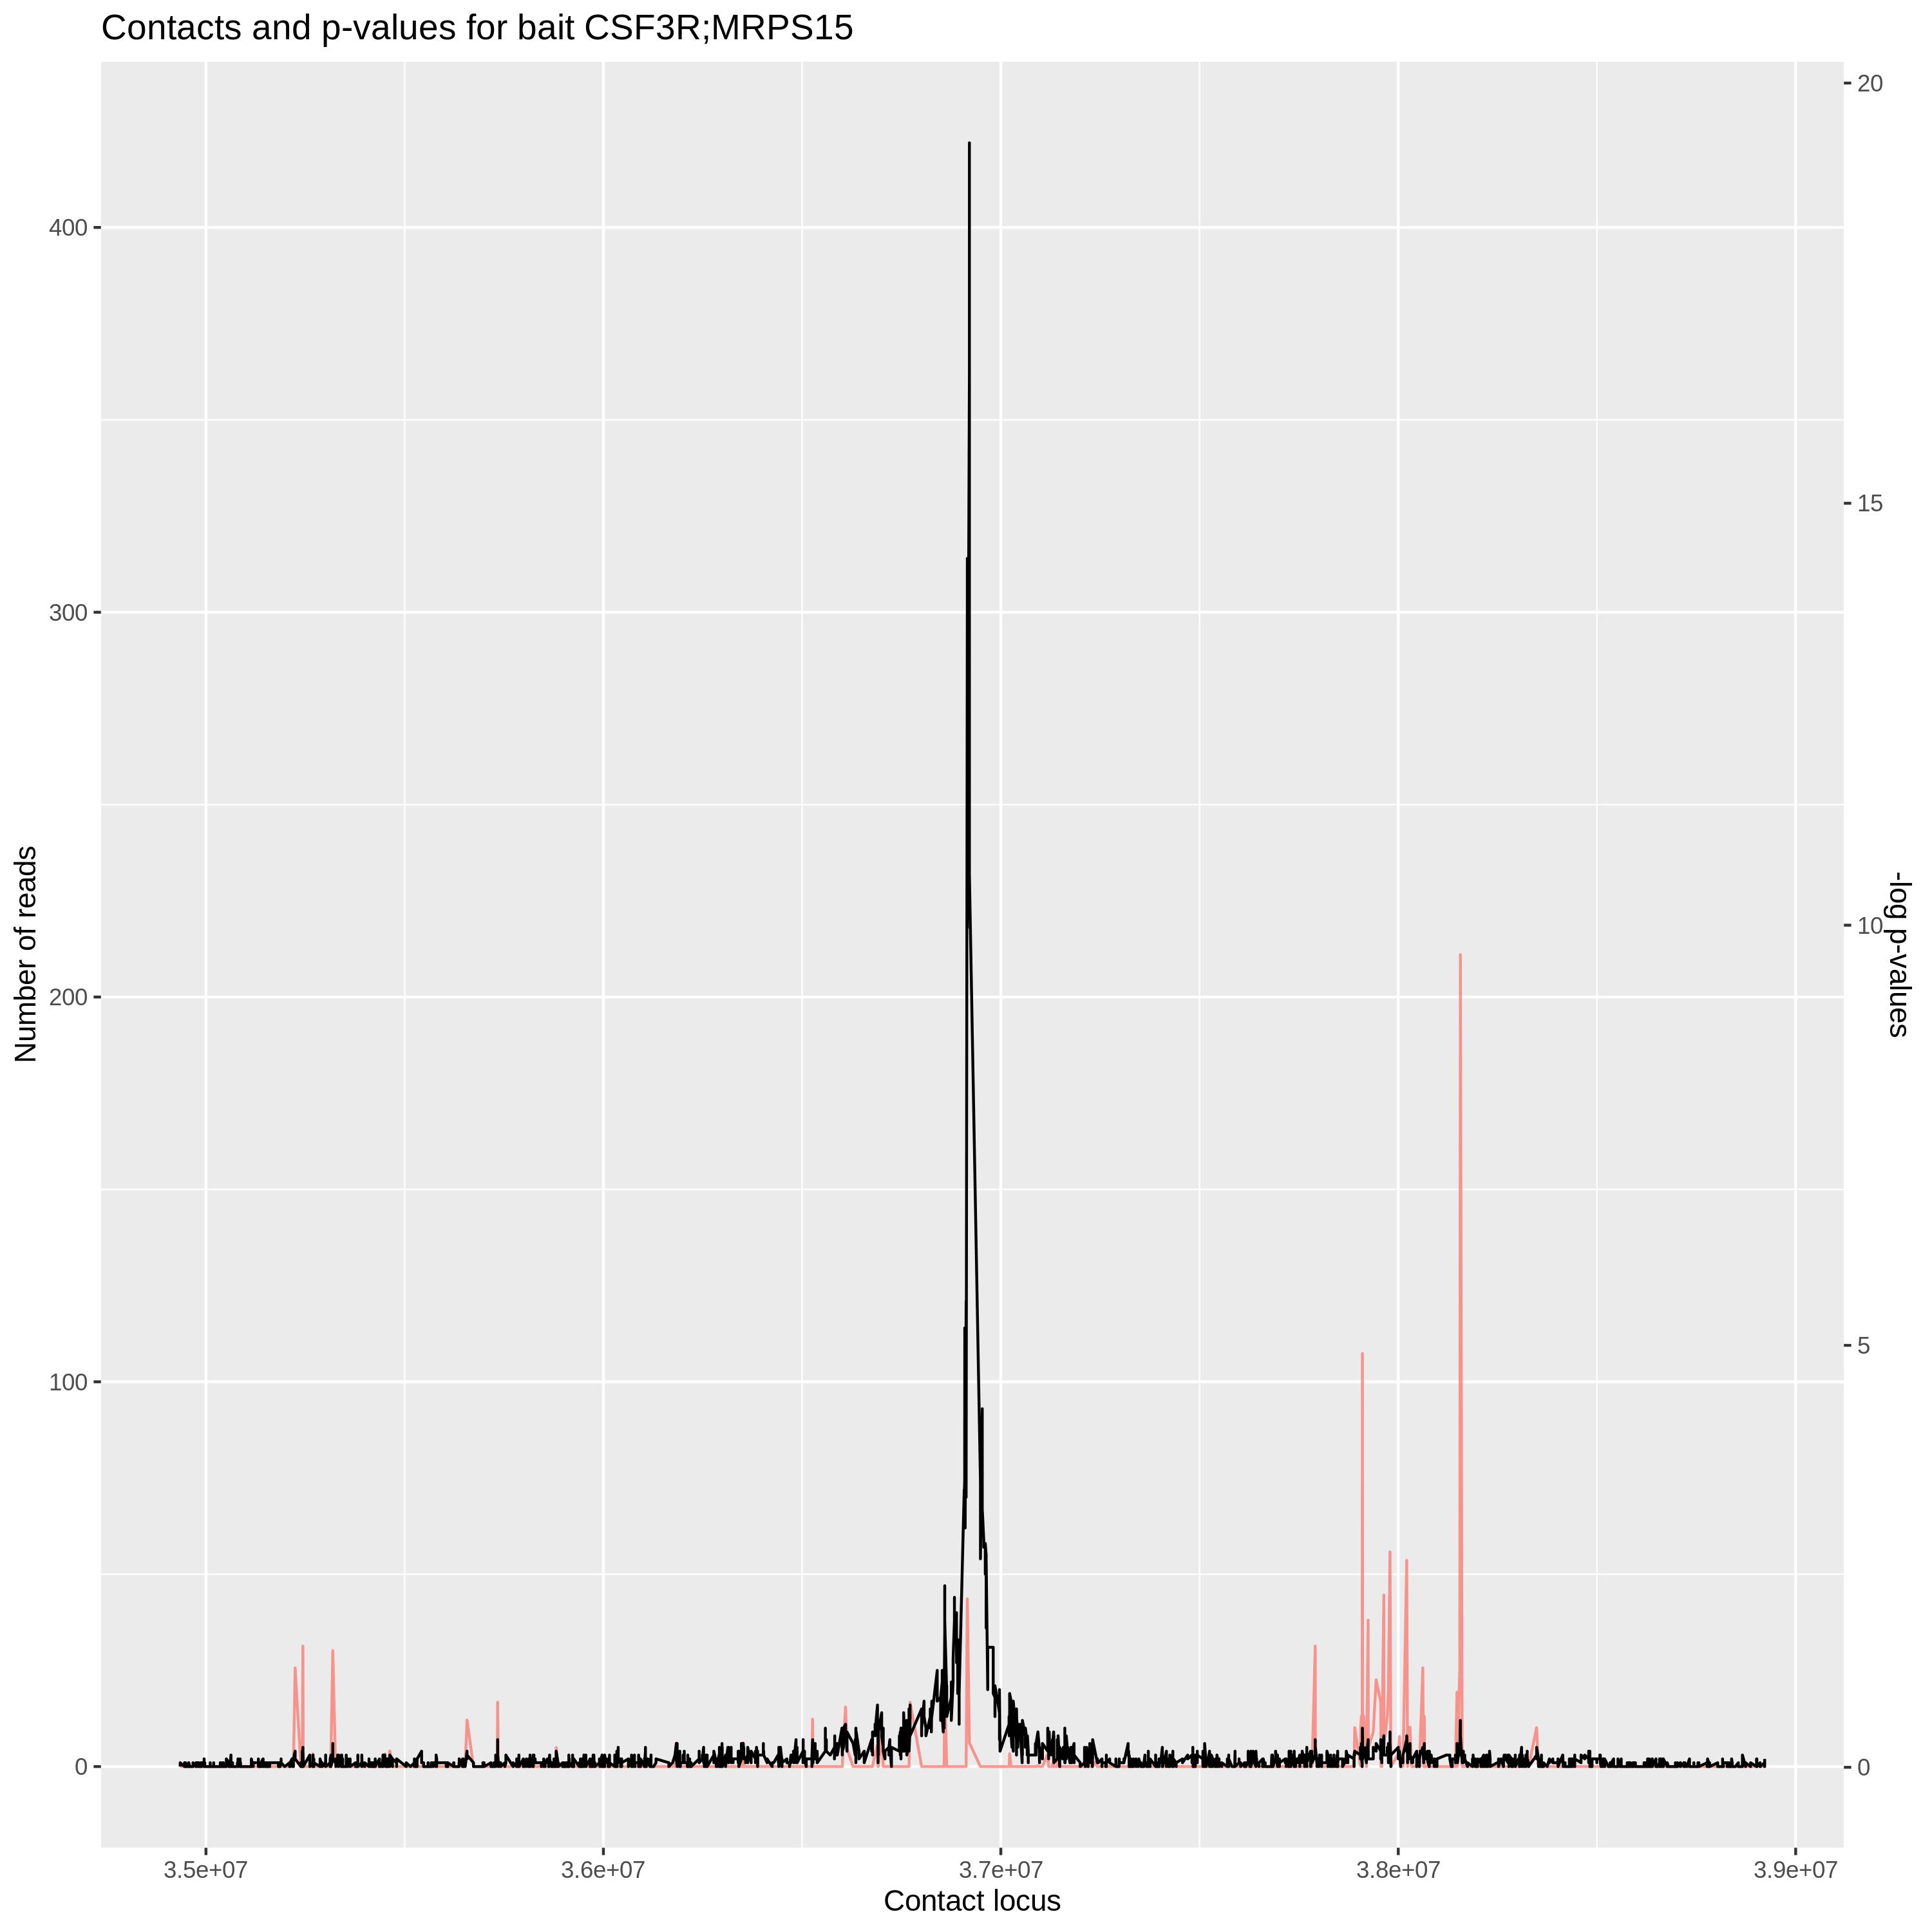 Contacts and p-values for bait CSF3R;MRPS15
Number of reads
400
300
200
100
0
20
15
10
5
0
-log p-values
3.5e+07 3.6e+07 3.7e+07 3.8e+07 3.9e+07
Contact locus